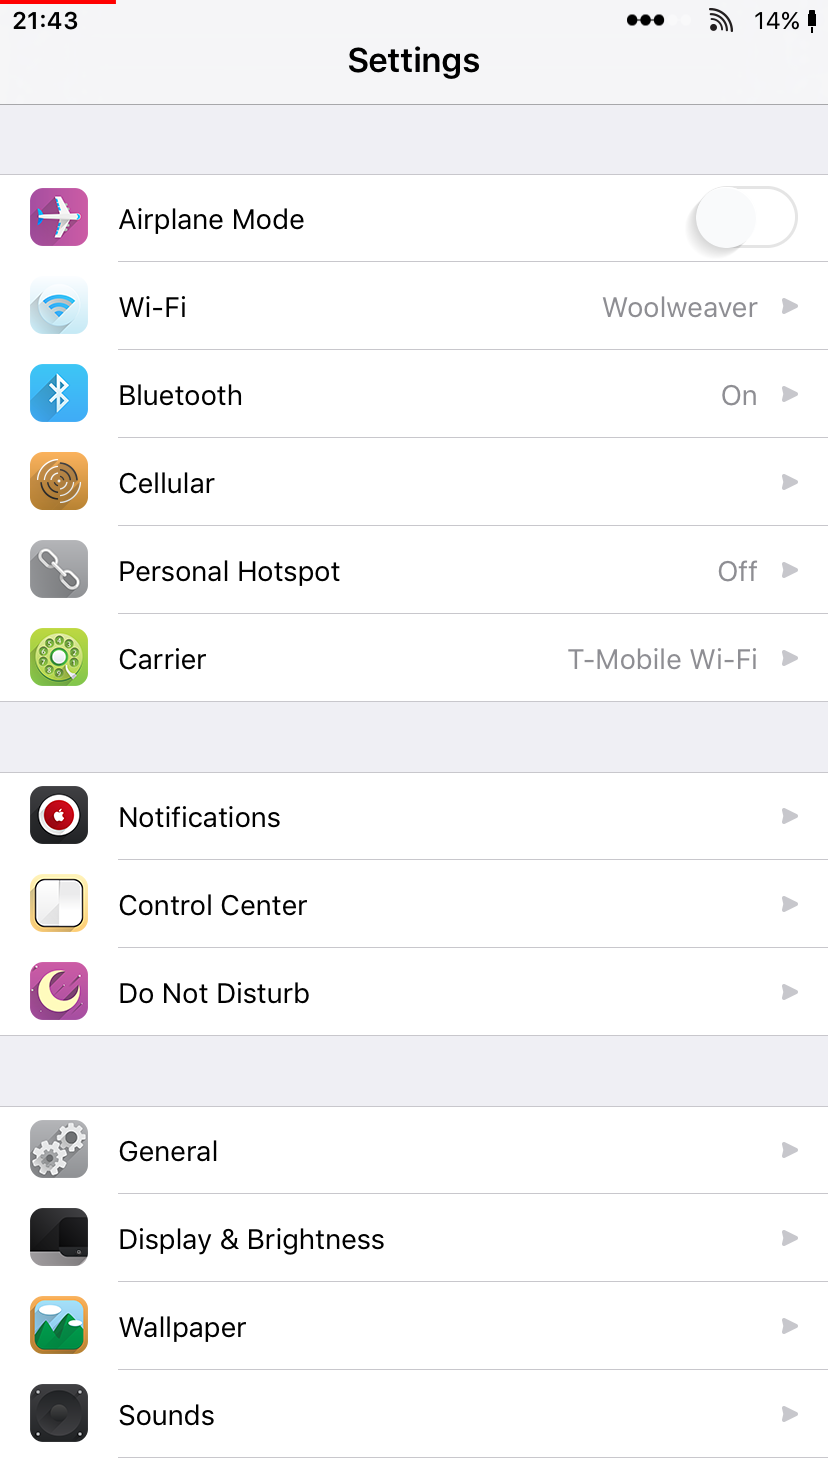 21:43 14%
Settings
Airplane Mode
Wi-Fi Woolweaver
Bluetooth On
Cellular
Personal Hotspot Off
Carrier T-Mobile Wi-Fi
Notifications
Control Center
Do Not Disturb
General
Display & Brightness
Wallpaper
Sounds